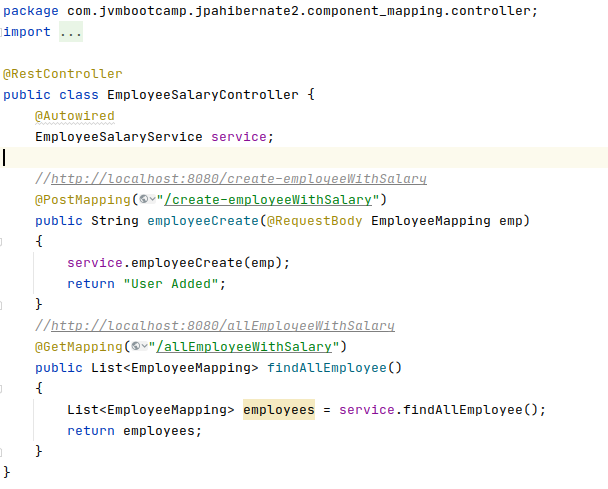 package com.jvmbootcamp.jpahibernate2.component_mapping.controller;
import ...
@RestController
public class EmployeeSalaryController {
@Autowired
EmployeeSalaryService service;
//http://localhost:8080/create-employeeWithSalary
@PostMapping("/create-employeeWithSalary")
public String employeeCreate(@RequestBody EmployeeMapping emp)
{
service.employeeCreate(emp);
return "User Added";
}
//http://localhost:8080/allEmployeeWithSalary
@GetMapping("/allEmployeeWithSalary")
public List<EmployeeMapping> findAllEmployee()
{
List<EmployeeMapping> employees = service.findAllEmployee();
return employees;
}
}